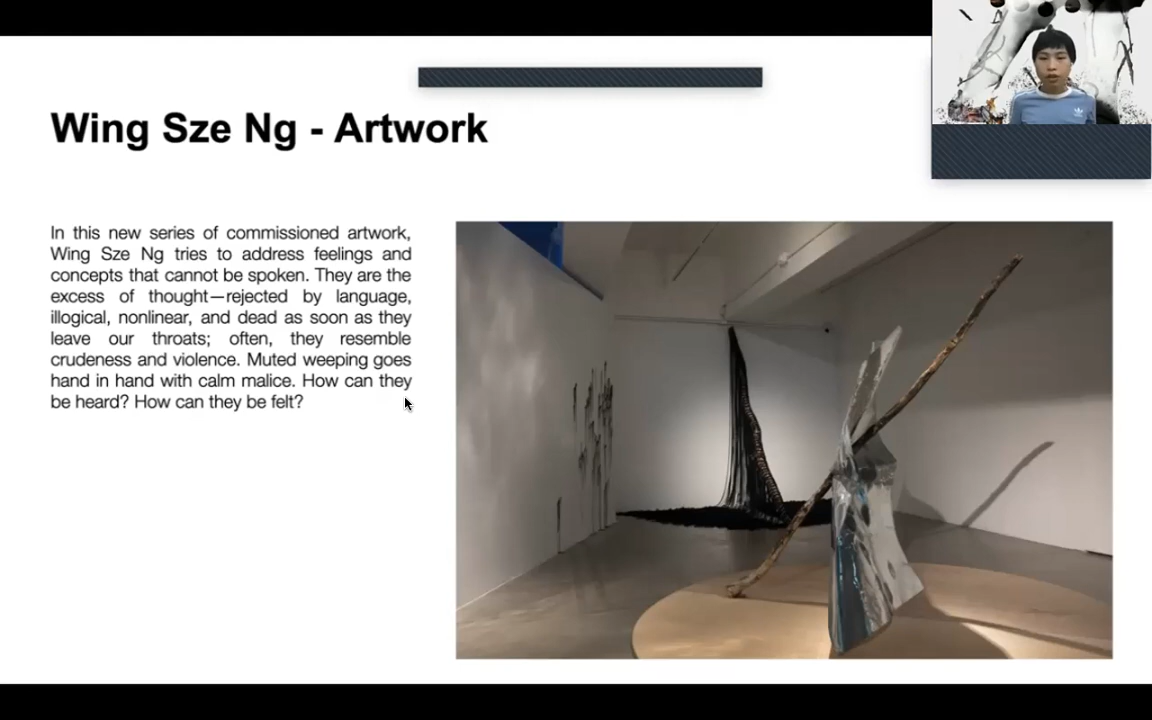 Wing Sze Ng - Artwork
In this new series of commissioned artwork,
Wing Sze Ng tries to address feelings and
concepts that cannot be spoken. They are the
excess of thought—rejected by language,
illogical, nonlinear, and dead as soon as they
leave our throats; often, they resemble
crudeness and violence. Muted weeping goes
hand in hand with calm malice. How can they
be heard? How can they be felt?